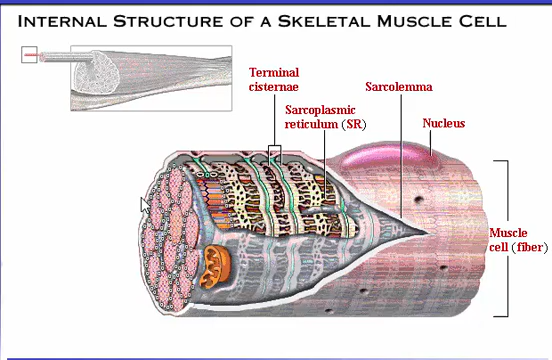 INTERNAL STRUCTURE OF A SKELETAL MUSCLE CELL
Terminal
cisternae
Sarcolemma
Sarcoplasmic
reticulum (SR)
Nucleus
Muscle
cell (fiber)